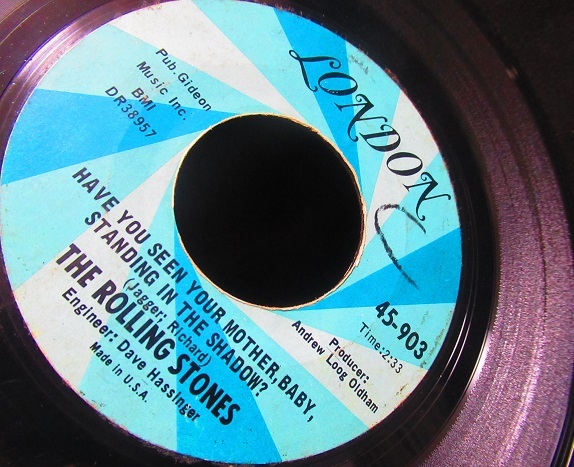 LONDON
Pub. Gideon
Music Inc.
BMI
DR38957
45-903
Time:2:33
Producer:
Andrew Loog Oldham
HAVE YOU SEEN YOUR MOTHER, BABY,
STANDING IN THE SHADOW?
(Jagger; Richard)
THE ROLLING STONES
Engineer: Dave Hassinger
Made in U.S.A.